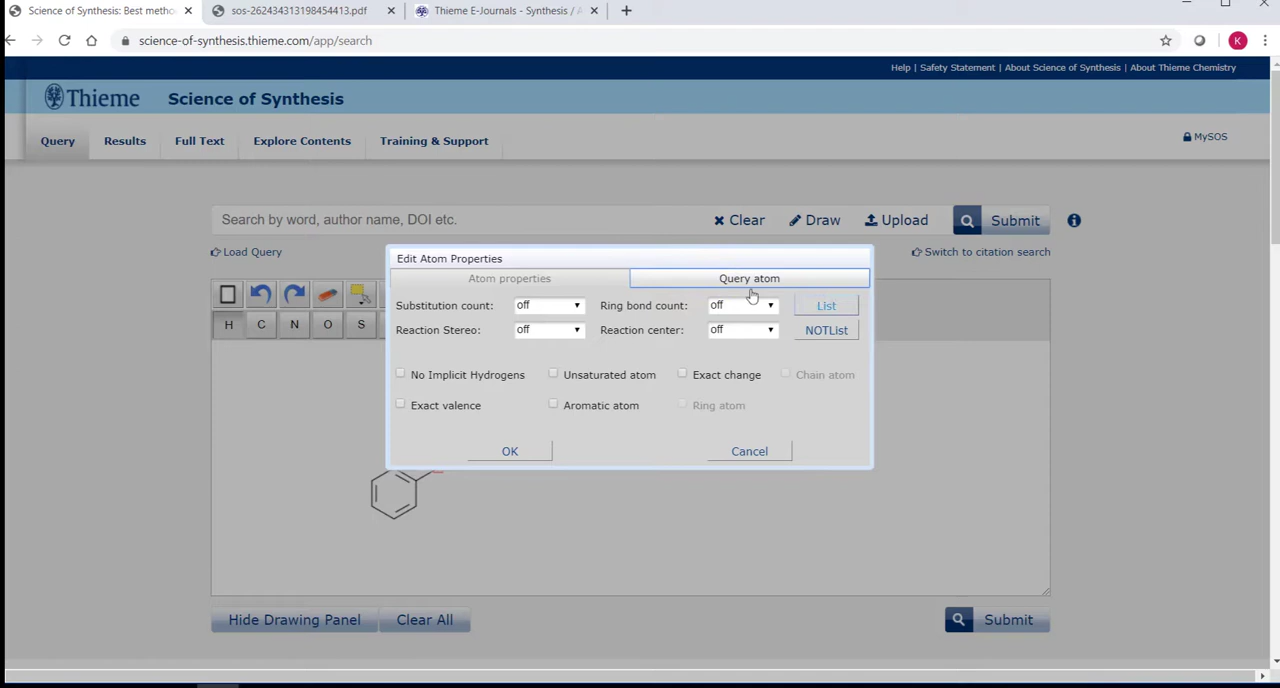 Science of Synthesis: Best metho
sos-262434313198454413.pdf
Thieme E-Journals - Synthesis /
science-of-synthesis.thieme.com/app/search
K
Help | Safety Statement | About Science of Synthesis | About Thieme Chemistry
Thieme Science of Synthesis
Query Results Full Text Explore Contents Training & Support
MySOS
Search by word, author name, DOI etc.
Clear Draw Upload Submit
Load Query
Switch to citation search
Edit Atom Properties
Atom properties Query atom
Substitution count: off Ring bond count: off List
Reaction Stereo: off Reaction center: off NOTList
No Implicit Hydrogens Unsaturated atom Exact change Chain atom
Exact valence Aromatic atom Ring atom
OK Cancel
H C N O S
Hide Drawing Panel Clear All Submit